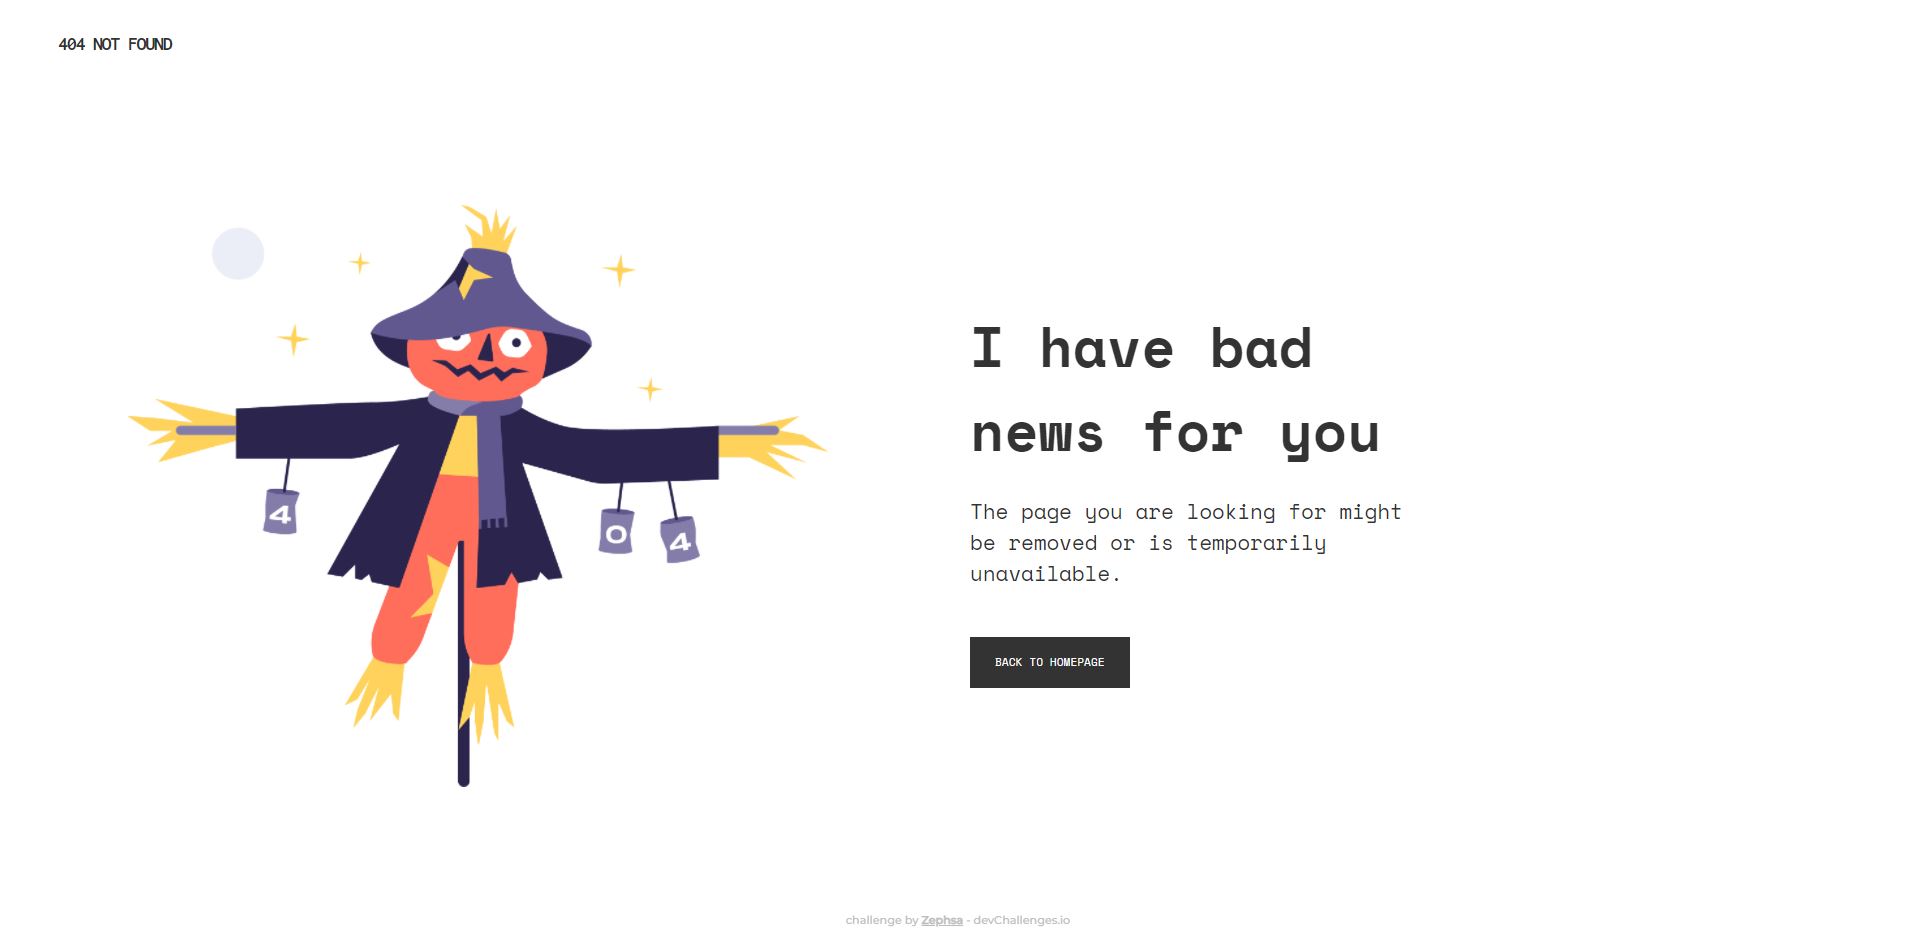 404 NOT FOUND
4
0
4
I have bad
news for you
The page you are looking for might
be removed or is temporarily
unavailable.
BACK TO HOMEPAGE
challenge by Zephsa - devChallenges.io